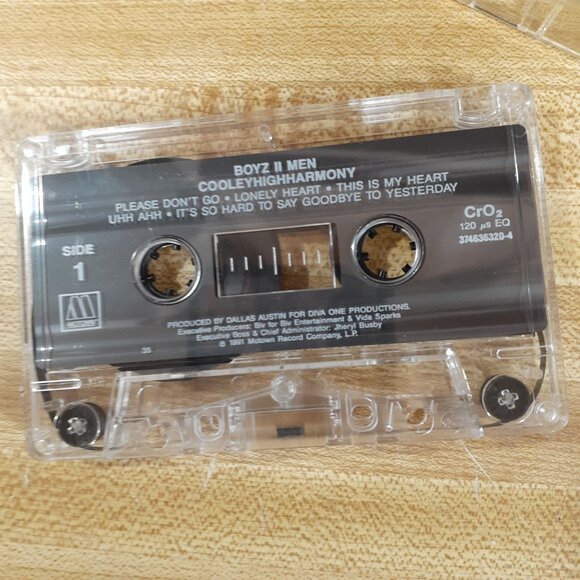 BOYZ II MEN
COOLEYHIGHHARMONY
PLEASE DON'T GO • LONELY HEART • THIS IS MY HEART
UHH AHH • IT'S SO HARD TO SAY GOODBYE TO YESTERDAY
SIDE
1
CrO2
120 µs EQ
374636320-4
MOTOWN
PRODUCED BY DALLAS AUSTIN FOR DIVA ONE PRODUCTIONS.
Executive Producers: Biv for Biv Entertainment & Vida Sparks
Executive Boss & Chief Administrator: Jheryl Busby
℗ 1991 Motown Record Company, L.P.
35